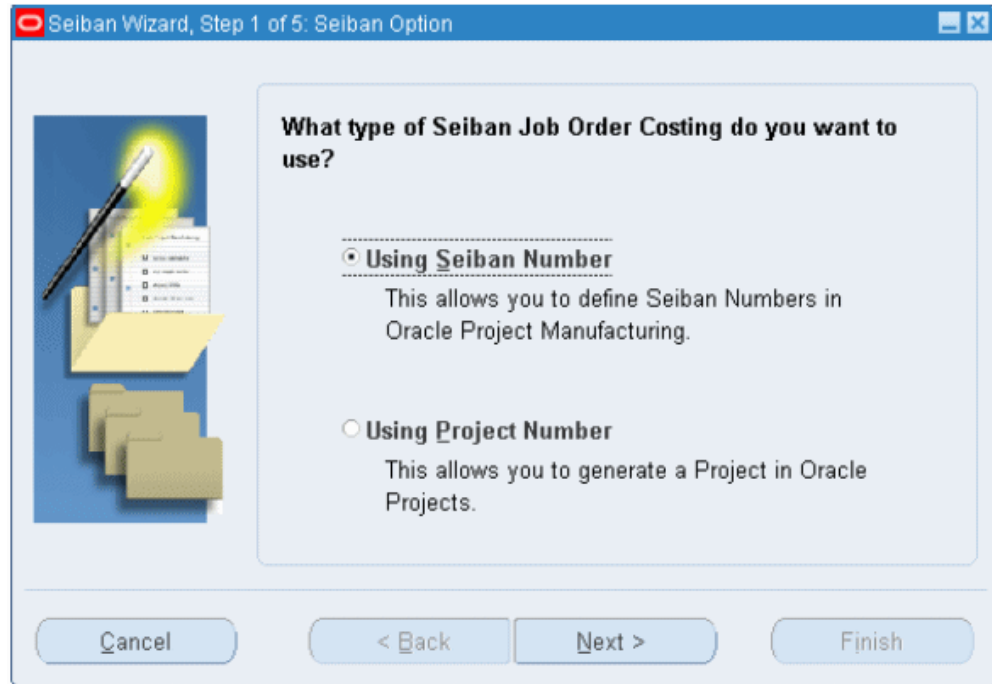 Seiban Wizard, Step 1 of 5: Seiban Option
What type of Seiban Job Order Costing do you want to
use?
Using Seiban Number
This allows you to define Seiban Numbers in
Oracle Project Manufacturing.
Using Project Number
This allows you to generate a Project in Oracle
Projects.
Cancel
< Back
Next >
Finish